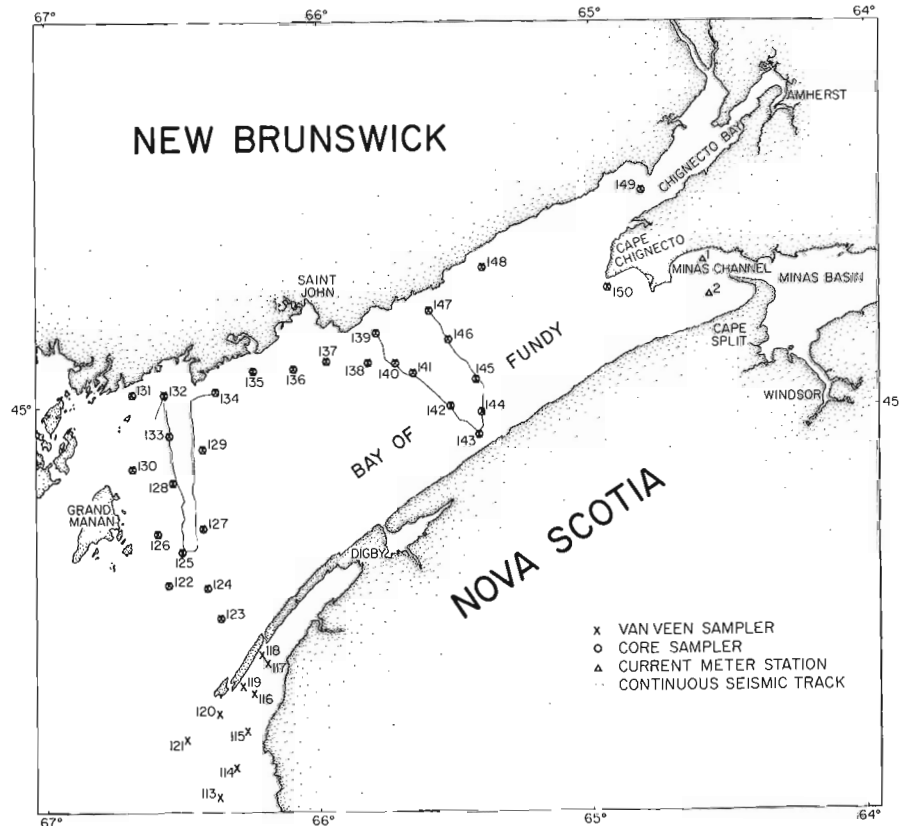 67°
66°
65°
64°
AMHERST
NEW BRUNSWICK
CHIGNECTO BAY
149
CAPE
CHIGNECTO
1
148
MINAS CHANNEL
MINAS BASIN
SAINT
JOHN
150
2
147
CAPE
SPLIT
139
146
FUNDY
137
138
140
141
145
135
136
WINDSOR
131
132
134
45°
45
142
144
133
143
129
BAY OF
130
128
GRAND
MANAN
127
126
125
DIGBY
NOVA SCOTIA
122
124
123
X VAN VEEN SAMPLER
O CORE SAMPLER
△ CURRENT METER STATION
·· CONTINUOUS SEISMIC TRACK
118
117
119
116
120
115
121
114
113
67°
66°
65°
64°